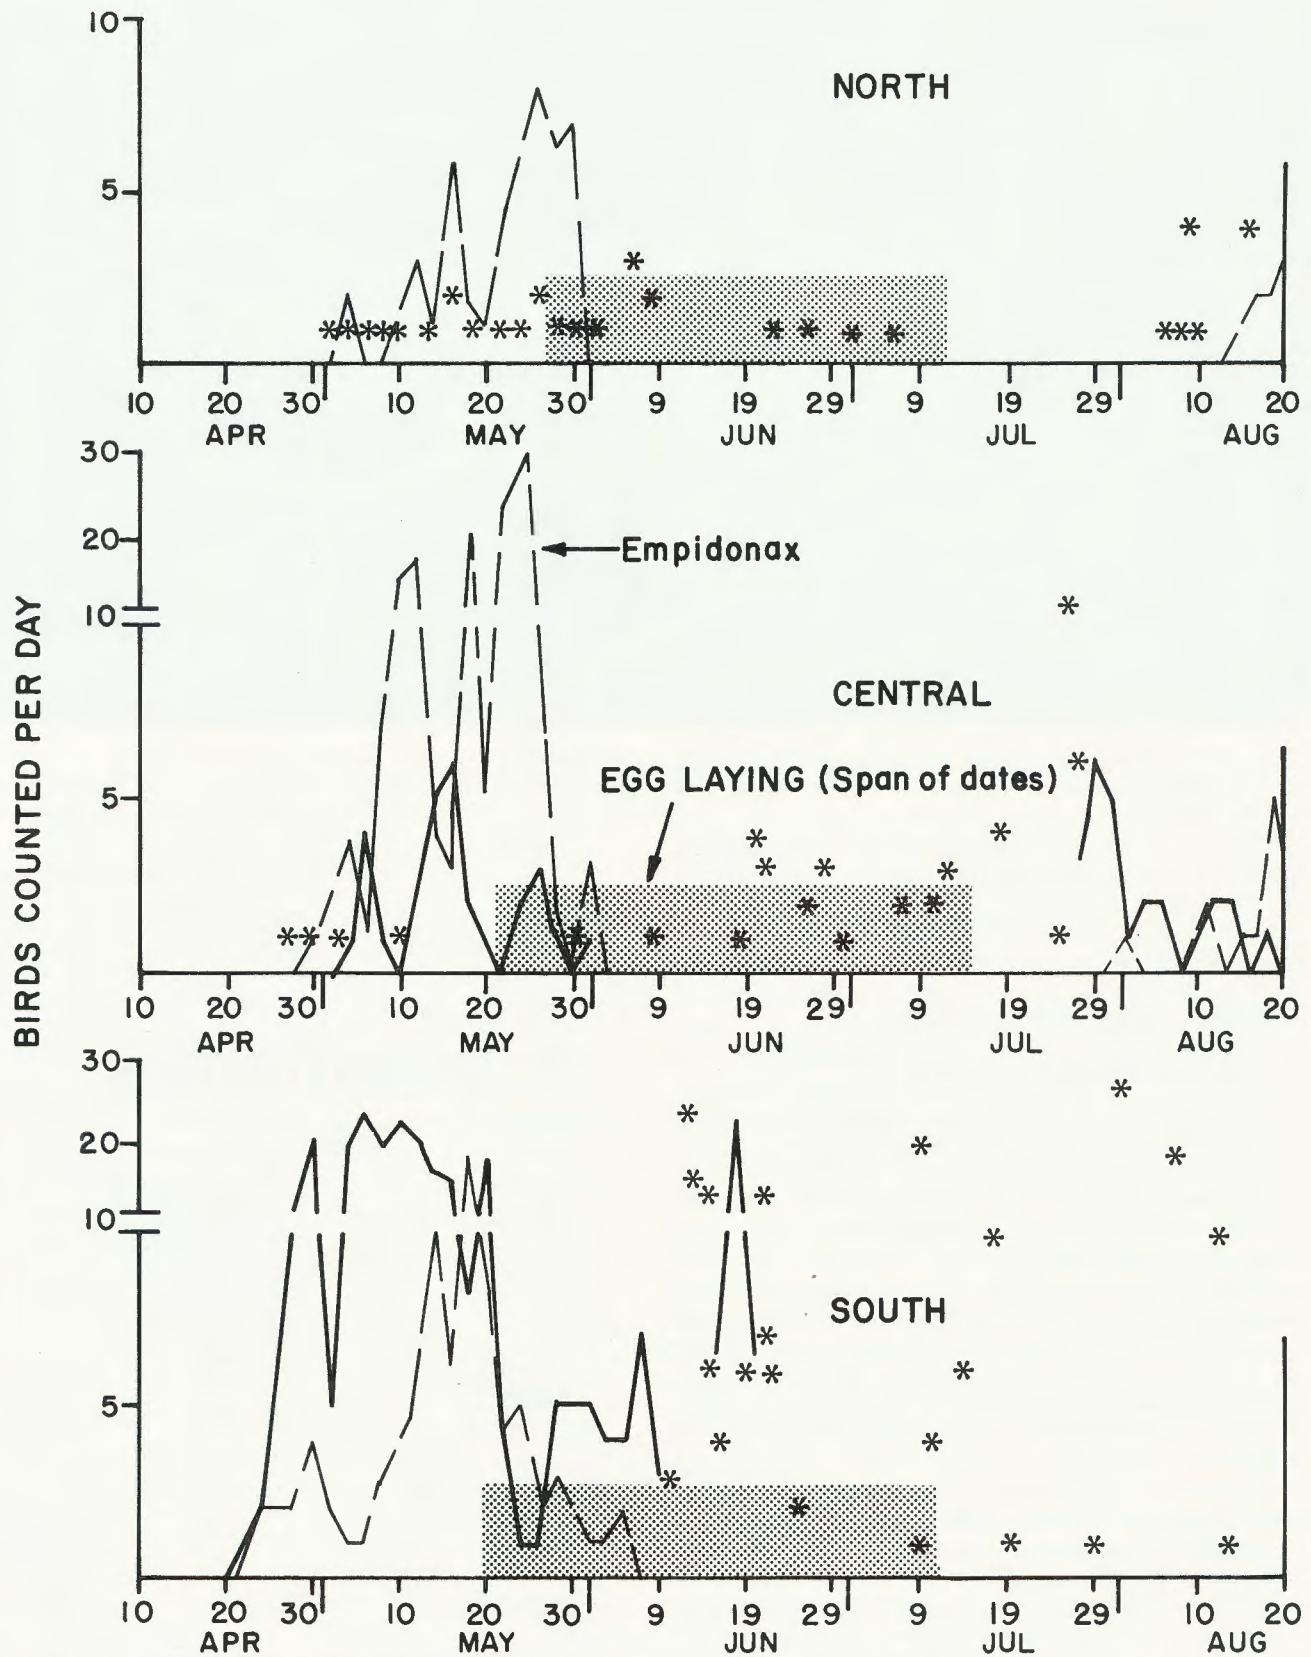 BIRDS COUNTED PER DAY
10
NORTH
5
10 20 30 10 20 30 9 19 29 9 19 29 10 20
APR MAY JUN JUL AUG
30
20
Empidonax
10
CENTRAL
EGG LAYING (Span of dates)
5
10 20 30 10 20 30 9 19 29 9 19 29 10 20
APR MAY JUN JUL AUG
30
20
10
SOUTH
5
10 20 30 10 20 30 9 19 29 9 19 29 10 20
APR MAY JUN JUL AUG